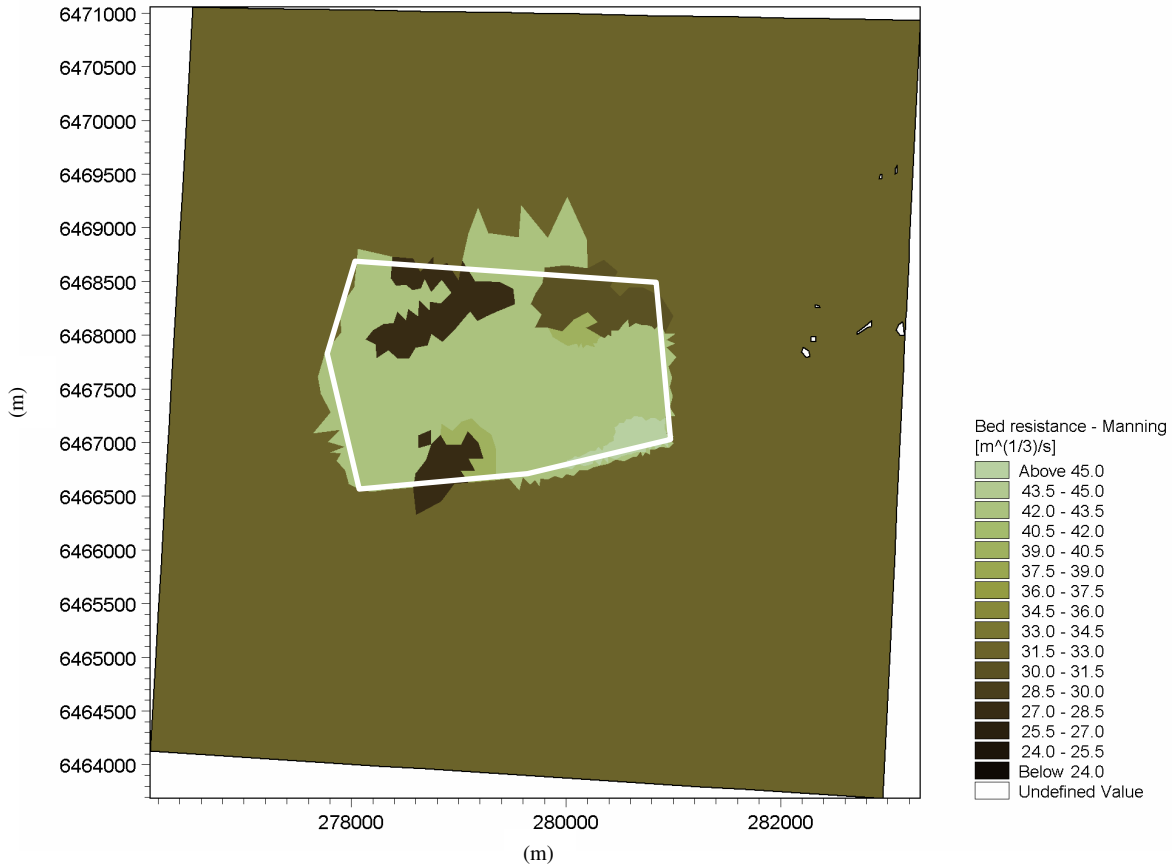 6471000
6470500
6470000
6469500
6469000
6468500
6468000
6467500
6467000
6466500
6466000
6465500
6465000
6464500
6464000
(m)
278000 280000 282000
(m)
Bed resistance - Manning
[m^(1/3)/s]
Above 45.0
43.5 - 45.0
42.0 - 43.5
40.5 - 42.0
39.0 - 40.5
37.5 - 39.0
36.0 - 37.5
34.5 - 36.0
33.0 - 34.5
31.5 - 33.0
30.0 - 31.5
28.5 - 30.0
27.0 - 28.5
25.5 - 27.0
24.0 - 25.5
Below 24.0
Undefined Value